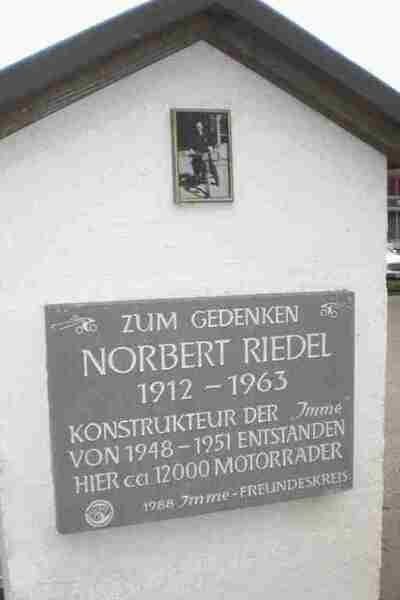 ZUM GEDENKEN
NORBERT RIEDEL
1912 - 1963
KONSTRUKTEUR DER "Imme"
VON 1948 - 1951 ENTSTANDEN
HIER ca. 12000 MOTORRÄDER
1988 Imme - FREUNDESKREIS